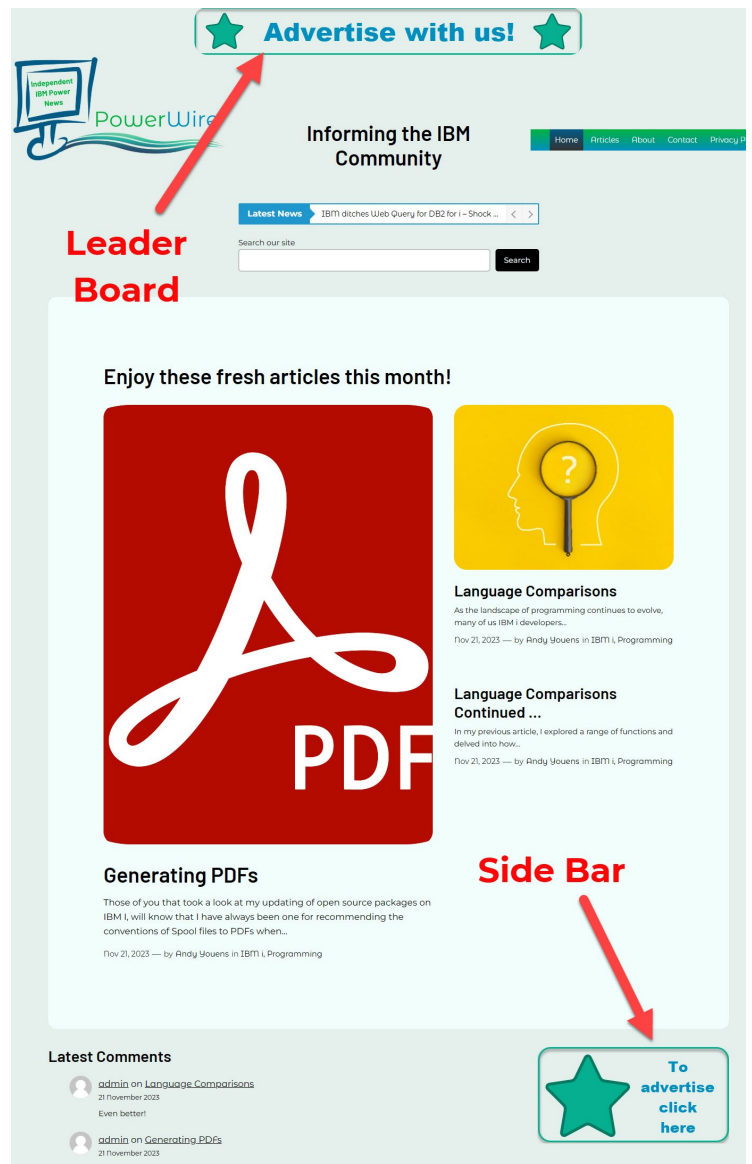 Advertise with us!
Independent
IBM Power
News
PowerWire
Informing the IBM
Community
Home Articles About Contact Privacy P
Latest News IBM ditches Web Query for DB2 for i – Shock ...
Leader
Board
Search our site
Search
Enjoy these fresh articles this month!
?
PDF
Language Comparisons
As the landscape of programming continues to evolve,
many of us IBM i developers...
Nov 21, 2023 — by Andy Youens in IBM i, Programming
Language Comparisons
Continued ...
In my previous article, I explored a range of functions and
delved into how...
Nov 21, 2023 — by Andy Youens in IBM i, Programming
Generating PDFs
Those of you that took a look at my updating of open source packages on
IBM I, will know that I have always been one for recommending the
conventions of Spool files to PDFs when...
Nov 21, 2023 — by Andy Youens in IBM i, Programming
Side Bar
Latest Comments
admin on Language Comparisons
21 November 2023
Even better!
admin on Generating PDFs
21 November 2023
To
advertise
click
here